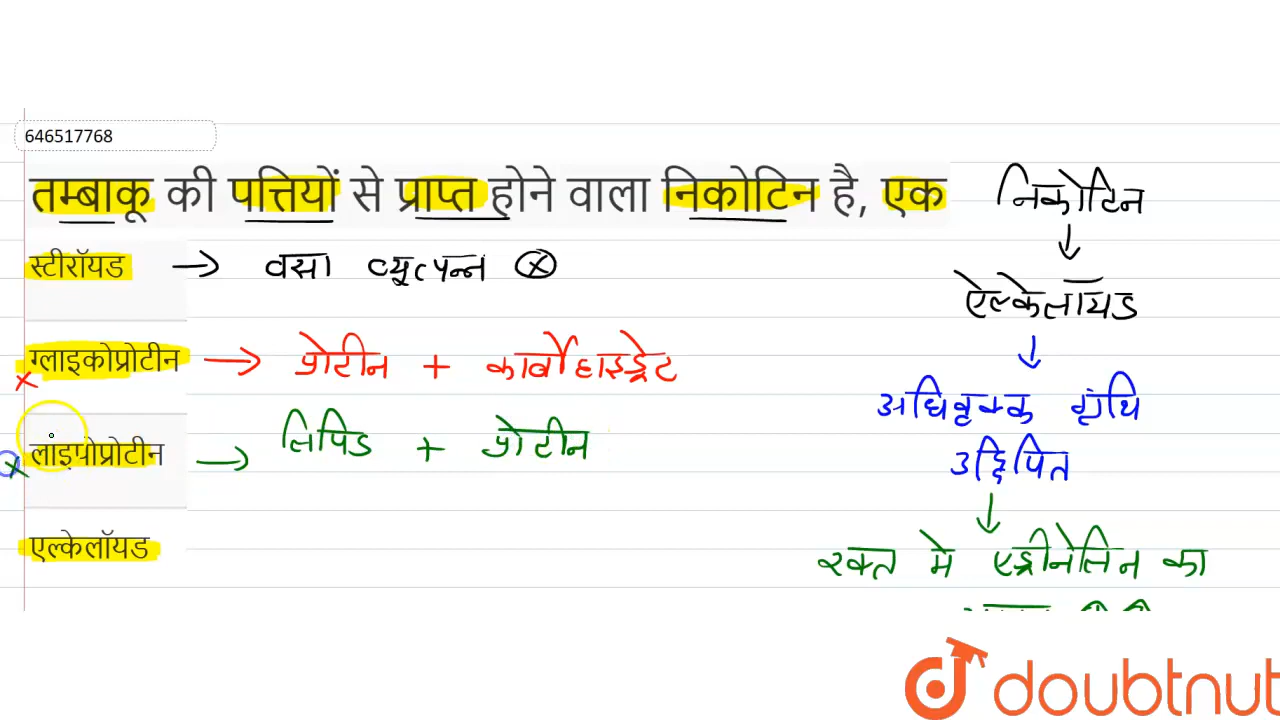 646517768
तम्बाकू की पत्तियों से प्राप्त होने वाला निकोटिन है, एक
स्टीरॉयड → वसा व्युत्पन्न ⊗
ग्लाइकोप्रोटीन → प्रोटीन + कार्बोहाइड्रेट
लाइपोप्रोटीन → लिपिड + प्रोटीन
एल्केलॉयड
निकोटिन
↓
ऐल्केलॉयड
↓
अधिवृक्क ग्रंथि
उद्दिपित
↓
रक्त मे एड्रीनेलिन का
doubtnut